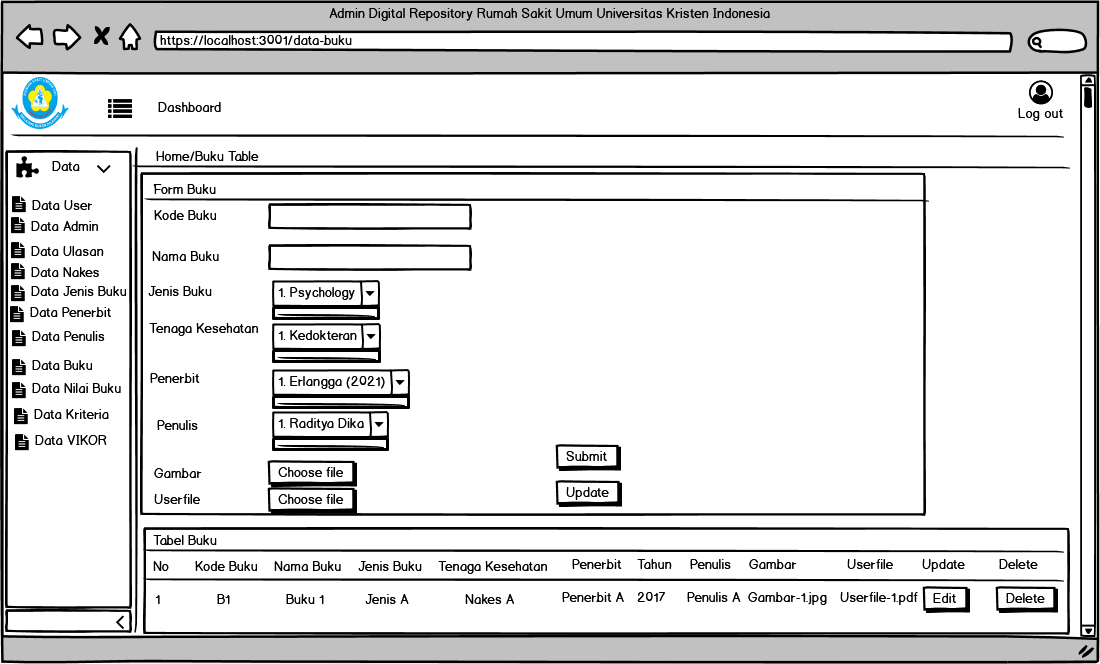 Admin Digital Repository Rumah Sakit Umum Universitas Kristen Indonesia
https://localhost:3001/data-buku
Dashboard
Log out
Data
Data User
Data Admin
Data Ulasan
Data Nakes
Data Jenis Buku
Data Penerbit
Data Penulis
Data Buku
Data Nilai Buku
Data Kriteria
Data VIKOR
Home/Buku Table
Form Buku
Kode Buku
Nama Buku
Jenis Buku 1. Psychology
Tenaga Kesehatan 1. Kedokteran
Penerbit 1. Erlangga (2021)
Penulis 1. Raditya Dika
Gambar Choose file
Userfile Choose file
Submit
Update
Tabel Buku
No Kode Buku Nama Buku Jenis Buku Tenaga Kesehatan Penerbit Tahun Penulis Gambar Userfile Update Delete
1 B1 Buku 1 Jenis A Nakes A Penerbit A 2017 Penulis A Gambar-1.jpg Userfile-1.pdf Edit Delete